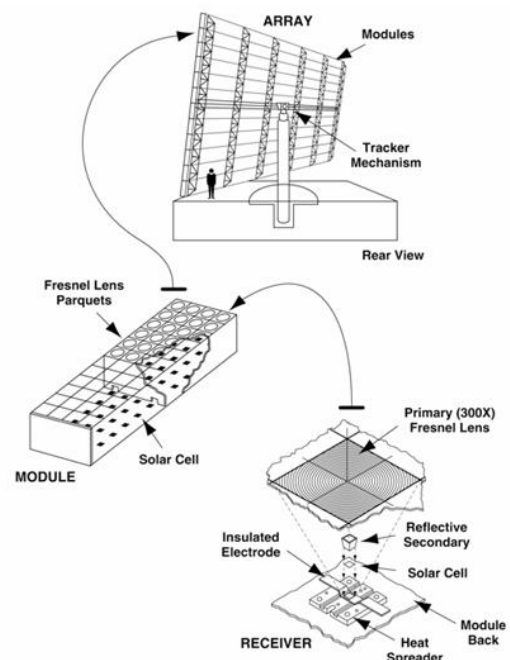 ARRAY
Modules
Tracker
Mechanism
Rear View
Fresnel Lens
Parquets
Solar Cell
MODULE
Primary (300X)
Fresnel Lens
Reflective
Secondary
Insulated
Electrode
Solar Cell
Module
Back
Heat
Spreader
RECEIVER